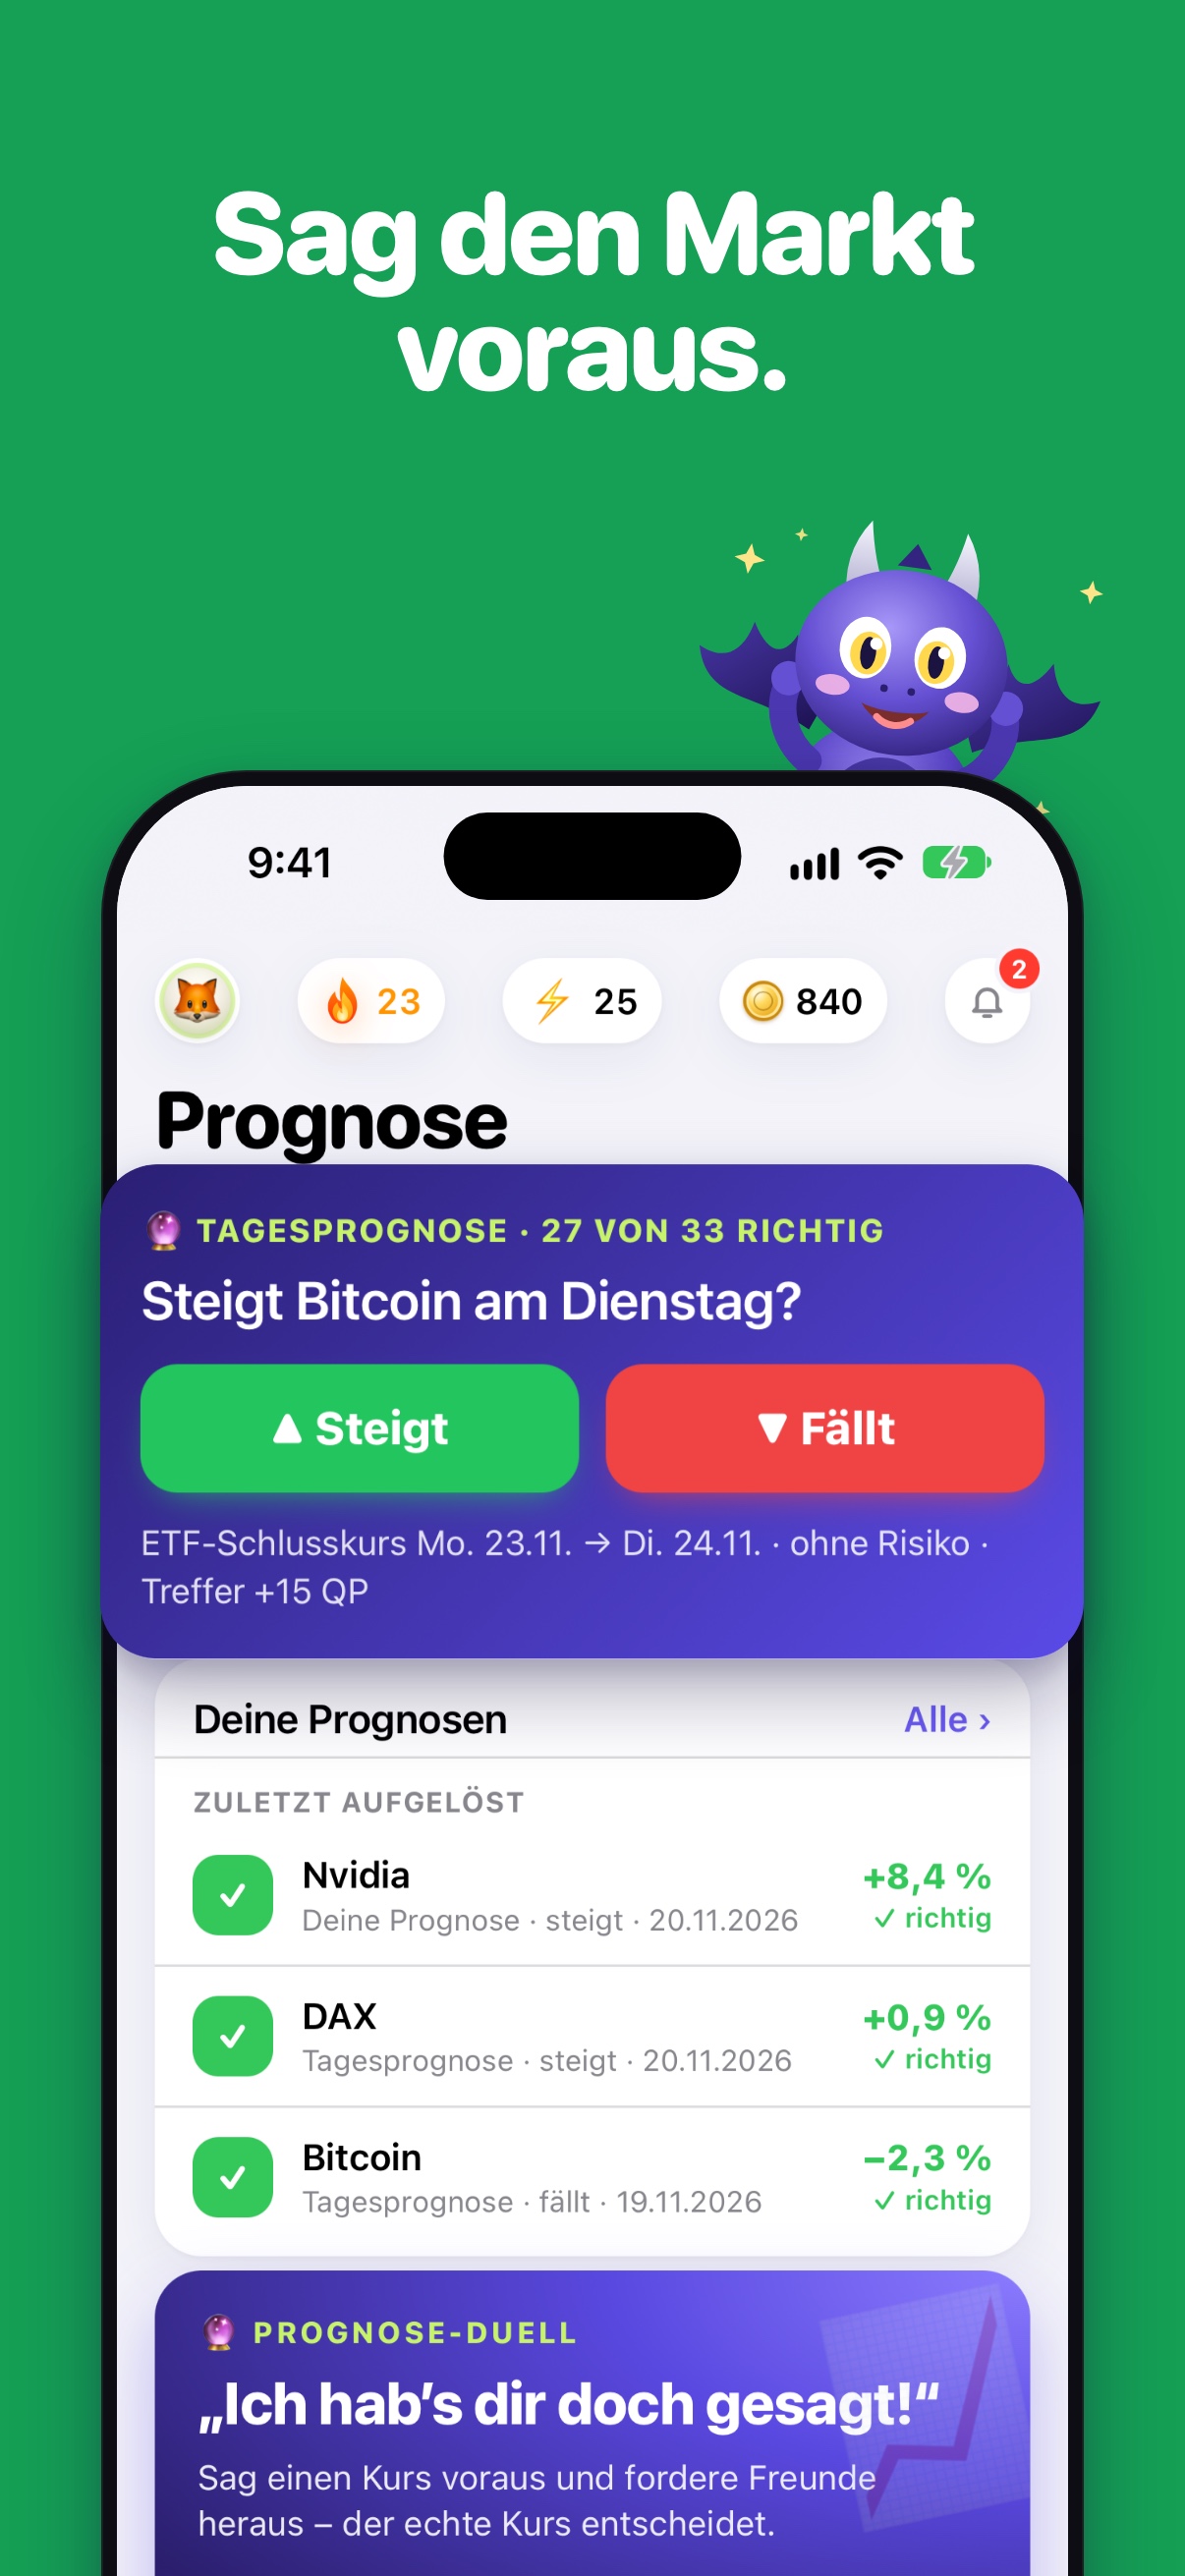 Sag den Markt
voraus.
9:41
23
25
840
2
Prognose
TAGESPROGNOSE · 27 VON 33 RICHTIG
Steigt Bitcoin am Dienstag?
▲ Steigt
▼ Fällt
ETF-Schlusskurs Mo. 23.11. → Di. 24.11. · ohne Risiko ·
Treffer +15 QP
Deine Prognosen
Alle ›
ZULETZT AUFGELÖST
Nvidia
+8,4 %
Deine Prognose · steigt · 20.11.2026
✓ richtig
DAX
+0,9 %
Tagesprognose · steigt · 20.11.2026
✓ richtig
Bitcoin
−2,3 %
Tagesprognose · fällt · 19.11.2026
✓ richtig
PROGNOSE-DUELL
„Ich hab’s dir doch gesagt!“
Sag einen Kurs voraus und fordere Freunde
heraus – der echte Kurs entscheidet.